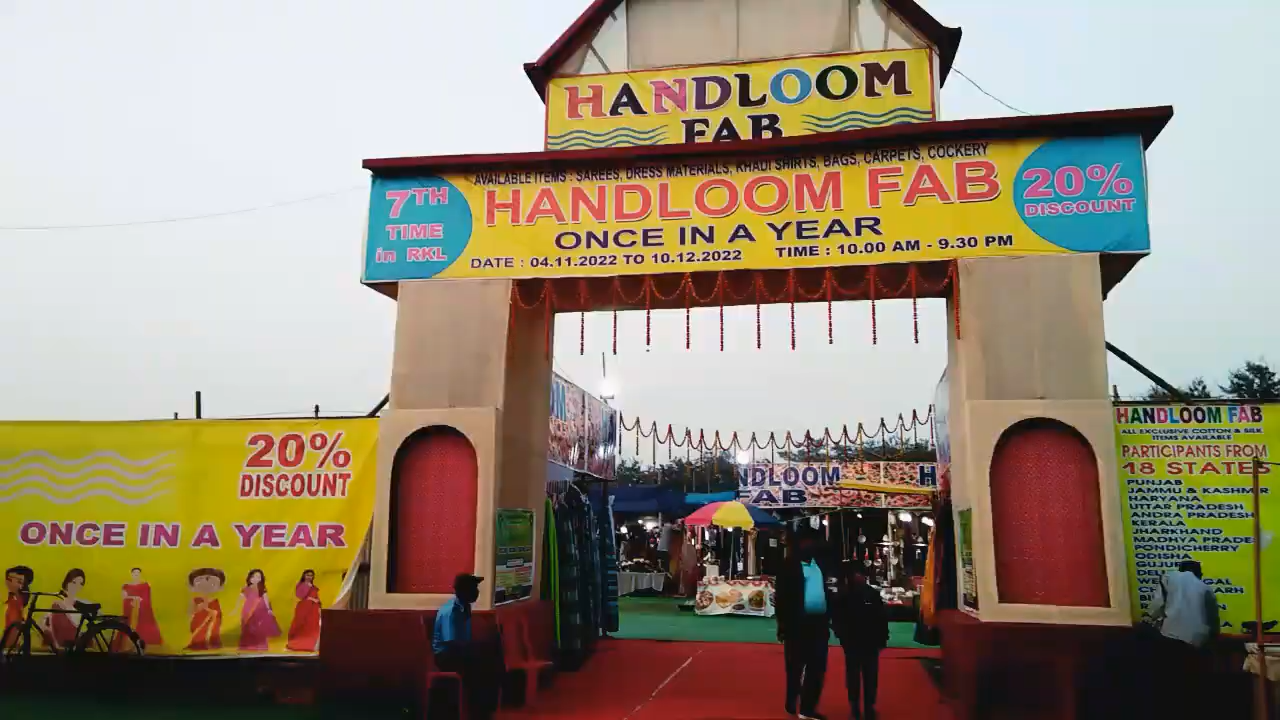 HANDLOOM
FAB
AVAILABLE ITEMS : SAREES, DRESS MATERIALS, KHADI SHIRTS, BAGS, CARPETS, COCKERY
7TH
TIME
in RKL
HANDLOOM FAB
ONCE IN A YEAR
DATE : 04.11.2022 TO 10.12.2022 TIME : 10.00 AM - 9.30 PM
20%
DISCOUNT
20%
DISCOUNT
ONCE IN A YEAR
NDLOOM
FAB
H
HANDLOOM FAB
ALL EXCLUSIVE COTTON & SILK
ITEMS AVAILABLE
PARTICIPANTS FROM
18 STATES
PUNJAB
JAMMU & KASHMIR
HARYANA
UTTAR PRADESH
ANDRA PRADESH
KERALA
JHARKHAND
MADHYA PRADE
PONDICHERRY
ODISHA